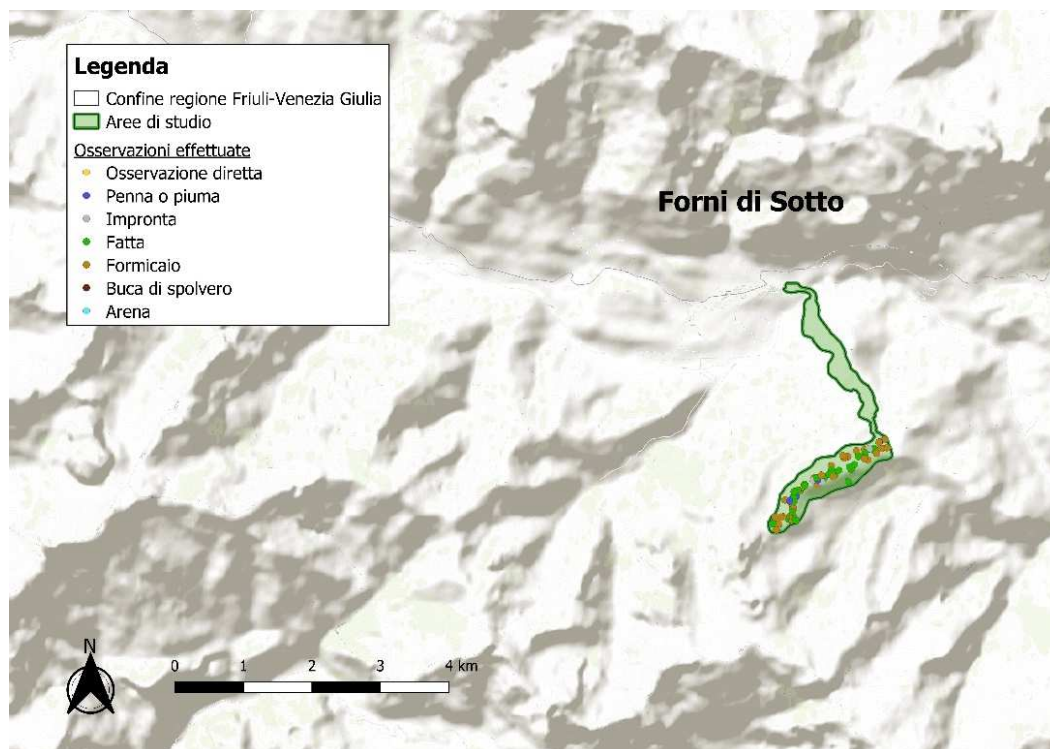 Legenda
Confine regione Friuli-Venezia Giulia
Aree di studio
Osservazioni effettuate
Osservazione diretta
Penna o piuma
Impronta
Fatta
Formicaio
Buca di spolvero
Arena
Forni di Sotto
N
0 1 2 3 4 km